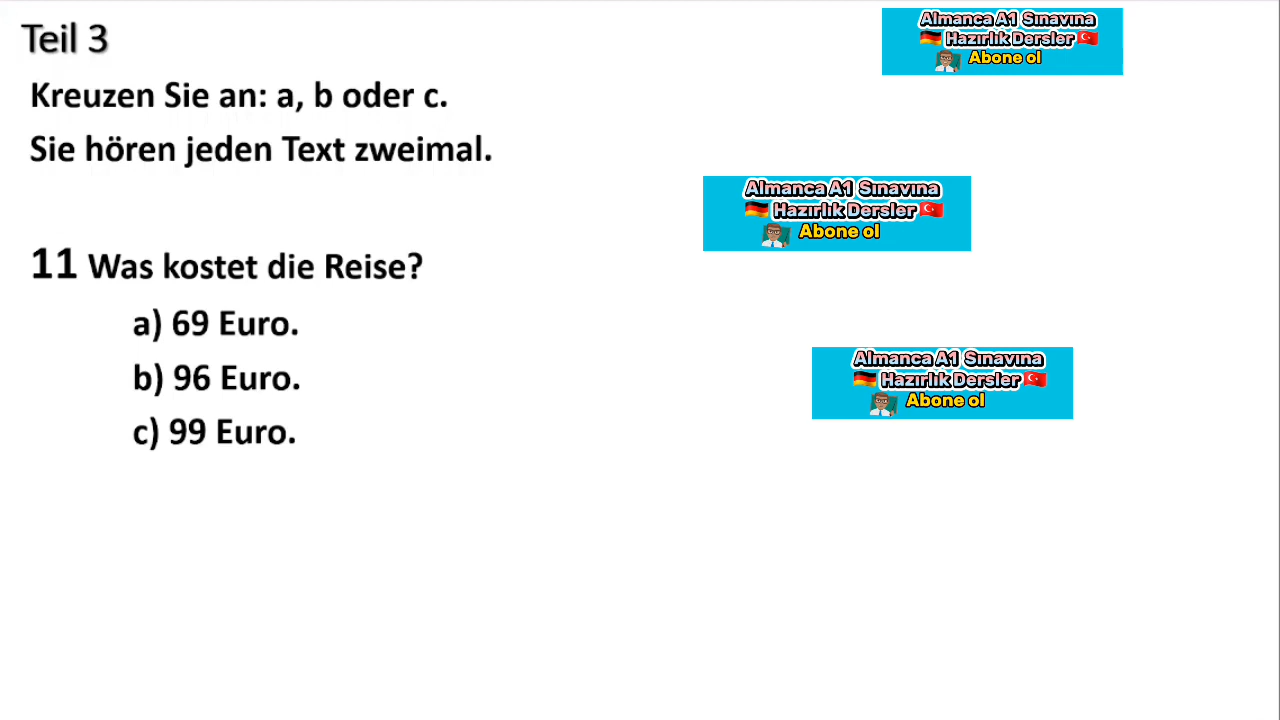 Teil 3
Kreuzen Sie an: a, b oder c.
Sie hören jeden Text zweimal.
11 Was kostet die Reise?
a) 69 Euro.
b) 96 Euro.
c) 99 Euro.
Almanca A1 Sınavına
Hazırlık Dersler
Abone ol
Almanca A1 Sınavına
Hazırlık Dersler
Abone ol
Almanca A1 Sınavına
Hazırlık Dersler
Abone ol